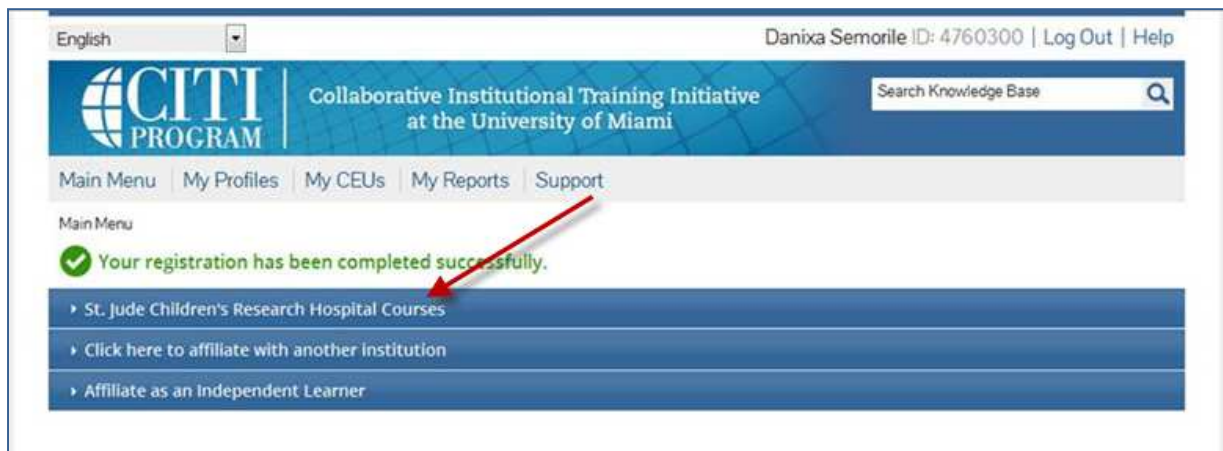 English
Danixa Semorile ID: 4760300 | Log Out | Help
CITI PROGRAM
Collaborative Institutional Training Initiative
at the University of Miami
Search Knowledge Base
Main Menu My Profiles My CEUs My Reports Support
Main Menu
Your registration has been completed successfully.
St. Jude Children's Research Hospital Courses
Click here to affiliate with another institution
Affiliate as an Independent Learner